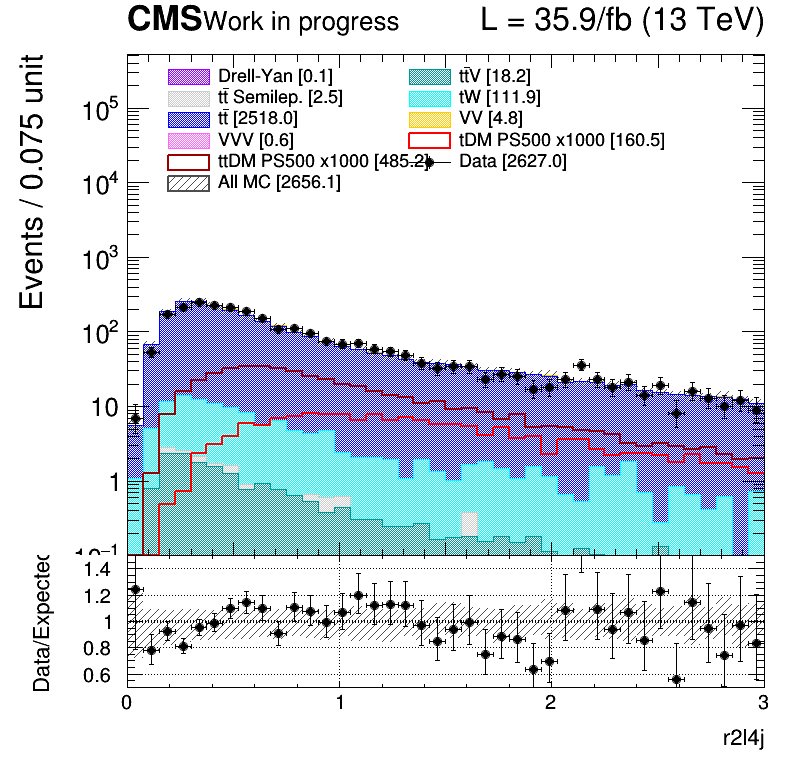 CMS Work in progress L = 35.9/fb (13 TeV)
Drell-Yan [0.1] tt̄V [18.2]
tt̄ Semilep. [2.5] tW [111.9]
tt̄ [2518.0] VV [4.8]
VVV [0.6] tDM PS500 x1000 [160.5]
ttDM PS500 x1000 [485.2] Data [2627.0]
All MC [2656.1]
Events / 0.075 unit
10⁵
10⁴
10³
10²
10
1
10⁻¹
Data/Expected
1.4
1.2
1
0.8
0.6
0 1 2 3
r2l4j